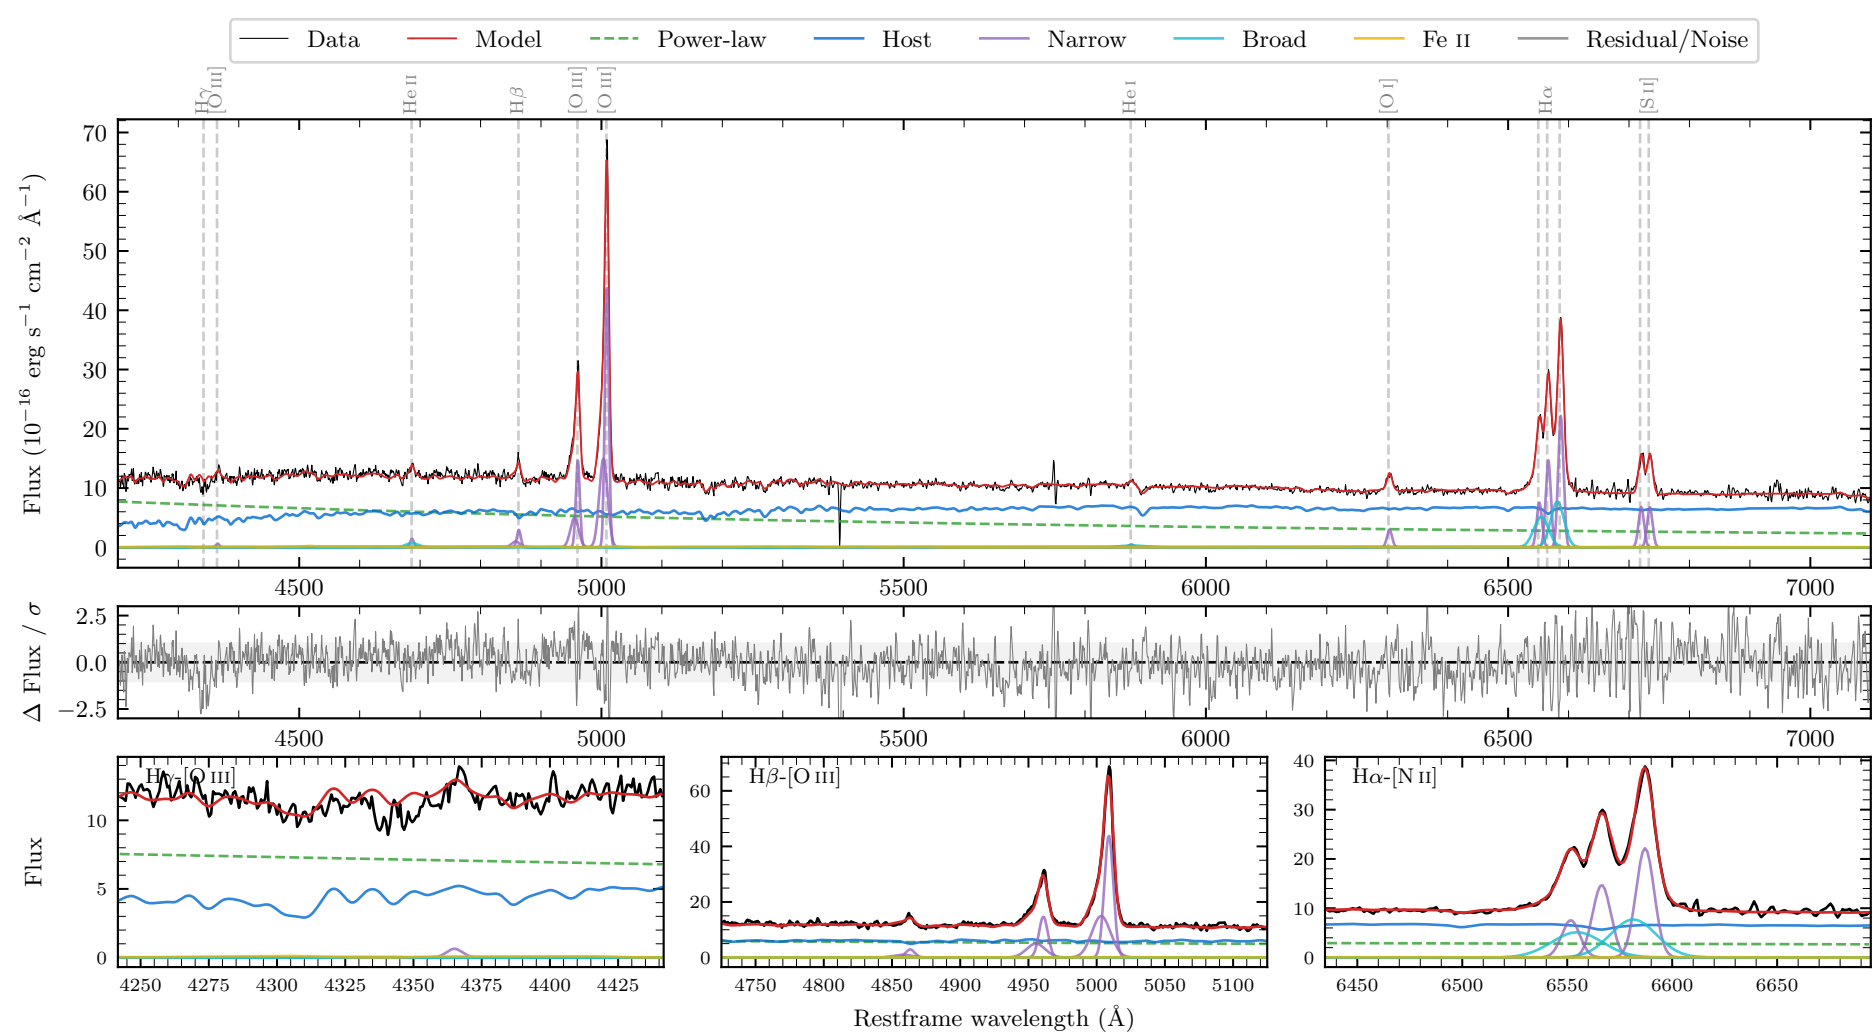 Data Model Power-law Host Narrow Broad Fe II Residual/Noise
Hγ [O III] He II Hβ [O III] [O III] He I [O I] Hα [S II]
Flux (10−16 erg s−1 cm−2 Å−1)
70
60
50
40
30
20
10
0
4500 5000 5500 6000 6500 7000
Δ Flux / σ
2.5
0.0
−2.5
4500 5000 5500 6000 6500 7000
Flux
Hγ-[O III]
10
5
0
4250 4275 4300 4325 4350 4375 4400 4425
Hβ-[O III]
60
40
20
0
4750 4800 4850 4900 4950 5000 5050 5100
Hα-[N II]
40
30
20
10
0
6450 6500 6550 6600 6650
Restframe wavelength (Å)